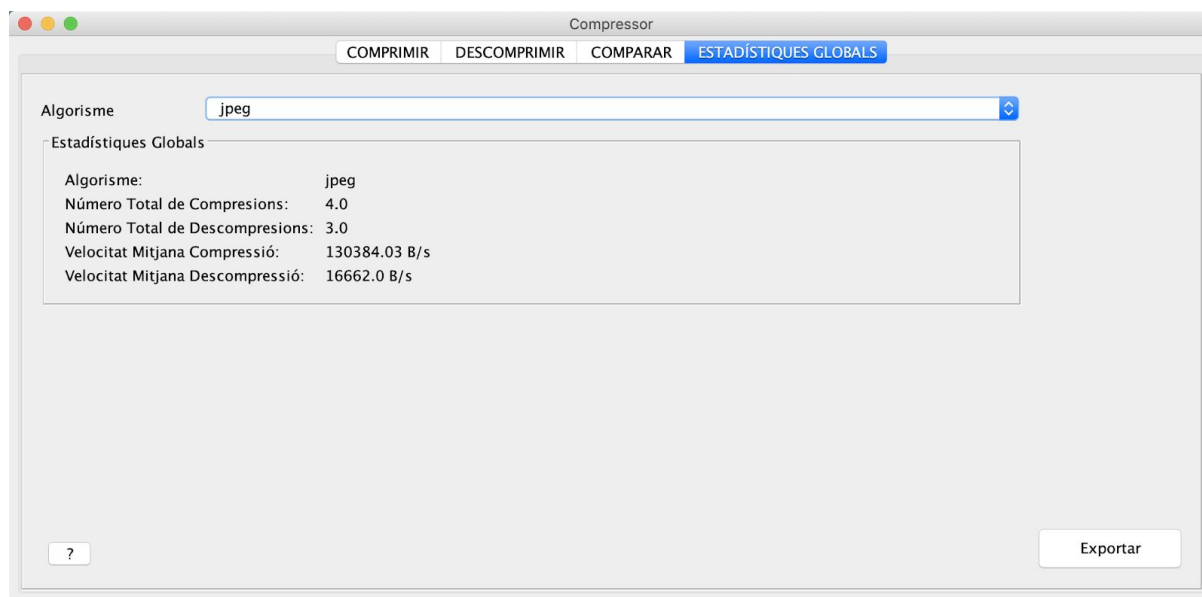 Compressor
COMPRIMIR DESCOMPRIMIR COMPARAR ESTADÍSTIQUES GLOBALS
Algorisme jpeg
Estadístiques Globals
Algorisme: jpeg
Número Total de Compresions: 4.0
Número Total de Descompresions: 3.0
Velocitat Mitjana Compressió: 130384.03 B/s
Velocitat Mitjana Descompressió: 16662.0 B/s
? Exportar